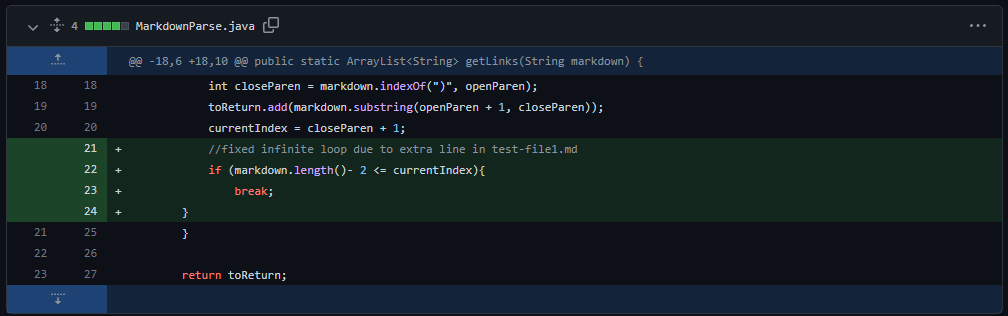 4 MarkdownParse.java
@@ -18,6 +18,10 @@ public static ArrayList<String> getLinks(String markdown) {
18 18 int closeParen = markdown.indexOf(")", openParen);
19 19 toReturn.add(markdown.substring(openParen + 1, closeParen));
20 20 currentIndex = closeParen + 1;
21 + //fixed infinite loop due to extra line in test-file1.md
22 + if (markdown.length()- 2 <= currentIndex){
23 + break;
24 + }
21 25 }
22 26
23 27 return toReturn;